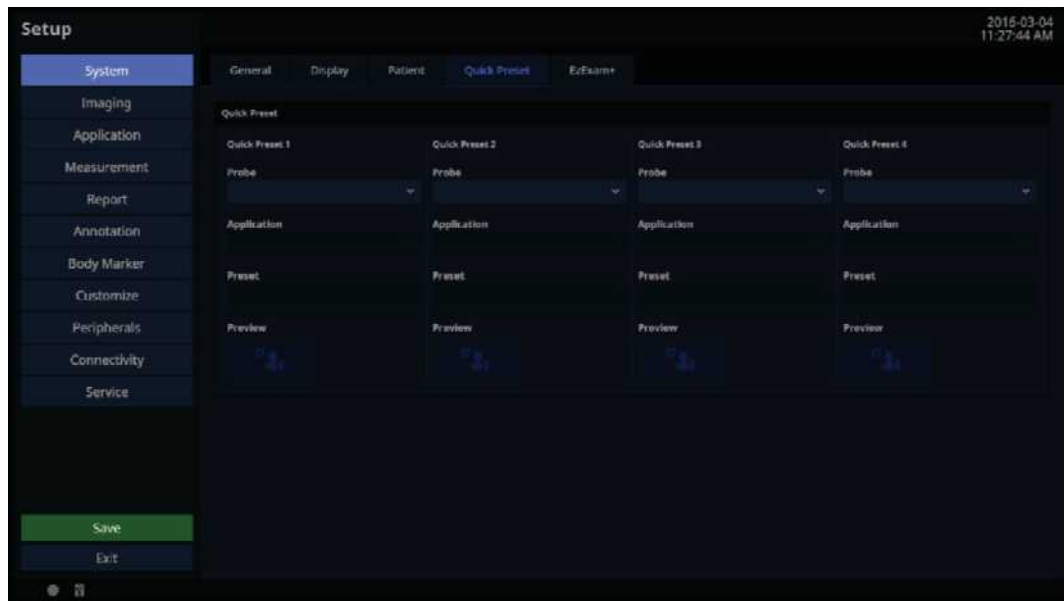 Setup
2016-03-04
11:27:44 AM
System
Imaging
Application
Measurement
Report
Annotation
Body Marker
Customize
Peripherals
Connectivity
Service
Save
Exit
General Display Patient Quick Preset EzExam+
Quick Preset
Quick Preset 1 Quick Preset 2 Quick Preset 3 Quick Preset 4
Probe Probe Probe Probe
Application Application Application Application
Preset Preset Preset Preset
Preview Preview Preview Preview